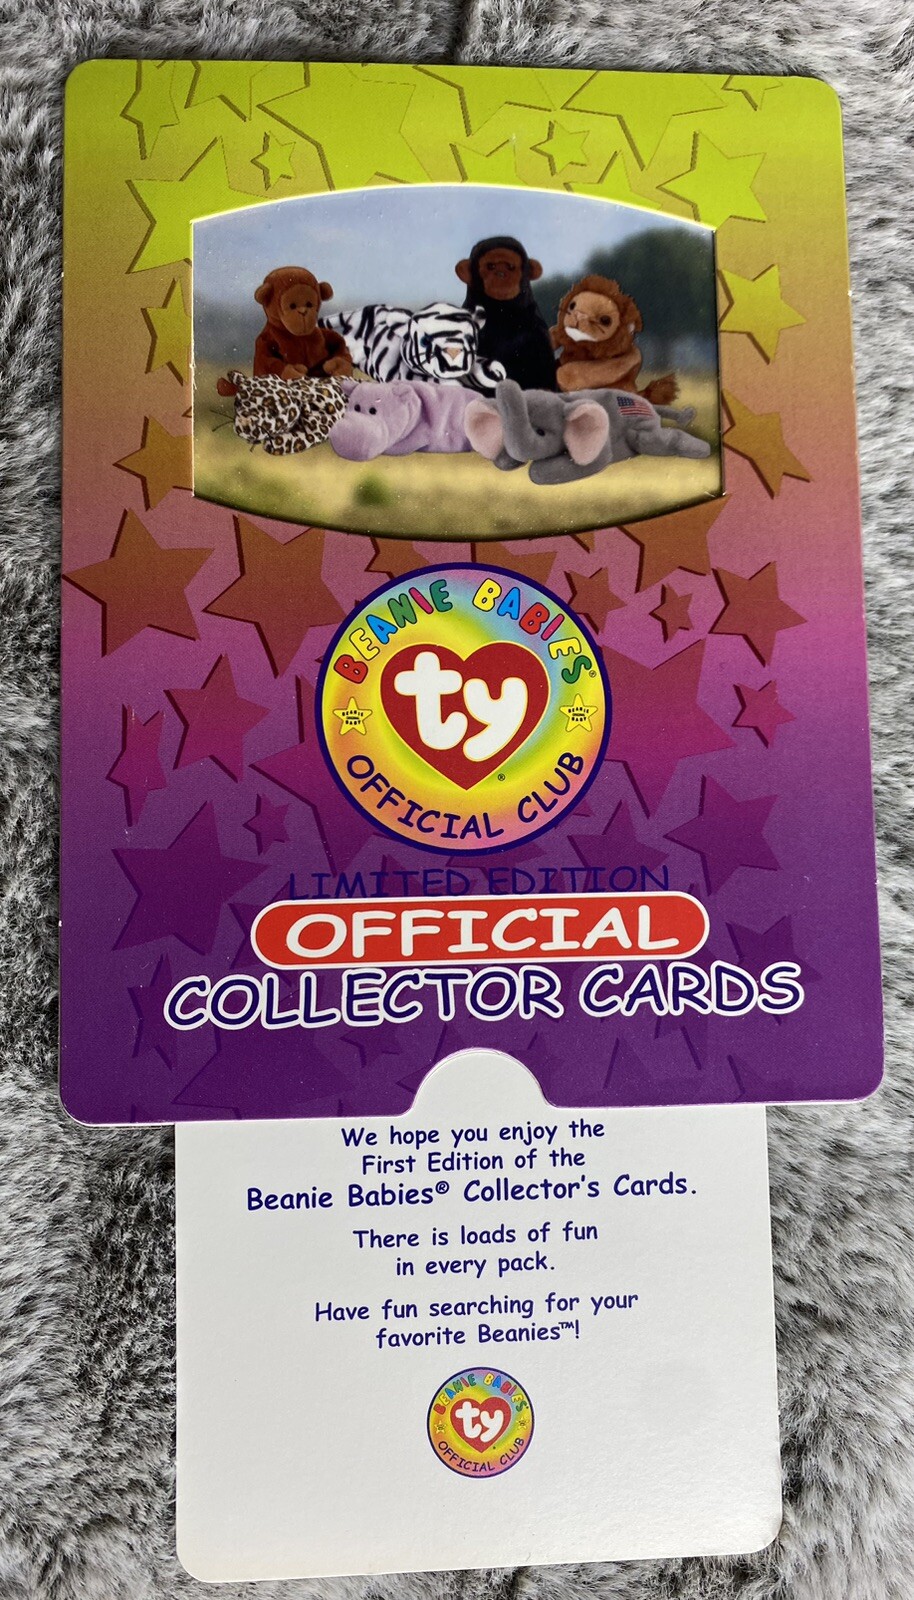 BEANIE BABIES®
ty®
BEANIE ORIGINAL BABY
BEANIE ORIGINAL BABY
OFFICIAL CLUB
LIMITED EDITION
OFFICIAL
COLLECTOR CARDS
We hope you enjoy the
First Edition of the
Beanie Babies® Collector's Cards.
There is loads of fun
in every pack.
Have fun searching for your
favorite Beanies™!
BEANIE BABIES
ty
OFFICIAL CLUB